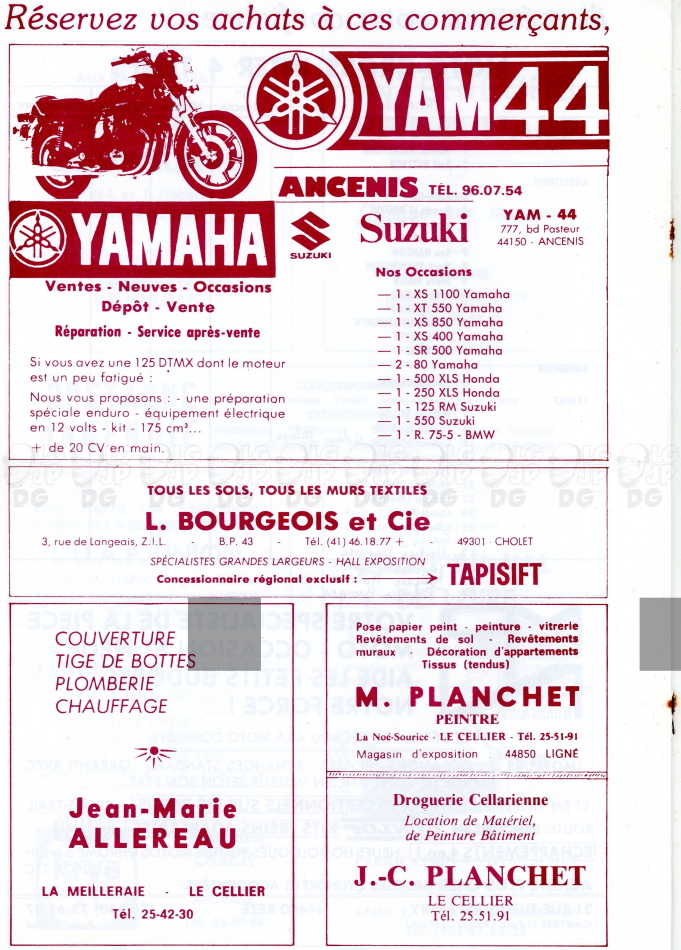 Réservez vos achats à ces commerçants,
YAM44
ANCENIS TÉL. 96.07.54
YAMAHA
SUZUKI
Suzuki
YAM - 44
777, bd Pasteur
44150 - ANCENIS
Ventes - Neuves - Occasions
Dépôt - Vente
Réparation - Service après-vente
Si vous avez une 125 DTMX dont le moteur
est un peu fatigué :
Nous vous proposons : - une préparation
spéciale enduro - équipement électrique
en 12 volts - kit - 175 cm³...
+ de 20 CV en main.
Nos Occasions
— 1 - XS 1100 Yamaha
— 1 - XT 550 Yamaha
— 1 - XS 850 Yamaha
— 1 - XS 400 Yamaha
— 1 - SR 500 Yamaha
— 2 - 80 Yamaha
— 1 - 500 XLS Honda
— 1 - 250 XLS Honda
— 1 - 125 RM Suzuki
— 1 - 550 Suzuki
— 1 - R. 75-5 - BMW
TOUS LES SOLS, TOUS LES MURS TEXTILES
L. BOURGEOIS et Cie
3, rue de Langeais, Z.I.L. - B.P. 43 - Tél. (41) 46.18.77 + - 49301 CHOLET
SPÉCIALISTES GRANDES LARGEURS - HALL EXPOSITION
Concessionnaire régional exclusif : TAPISIFT
COUVERTURE
TIGE DE BOTTES
PLOMBERIE
CHAUFFAGE
Jean-Marie
ALLEREAU
LA MEILLERAIE - LE CELLIER
Tél. 25-42-30
Pose papier peint - peinture - vitrerie
Revêtements de sol - Revêtements
muraux - Décoration d'appartements
Tissus (tendus)
M. PLANCHET
PEINTRE
La Noé-Sourice - LE CELLIER - Tél. 25-51-91
Magasin d'exposition : 44850 LIGNÉ
Droguerie Cellarienne
Location de Matériel,
de Peinture Bâtiment
J.-C. PLANCHET
LE CELLIER
Tél. 25.51.91